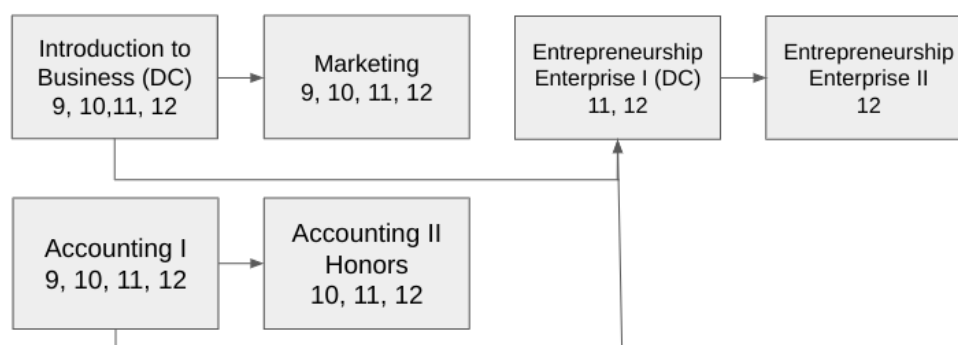 Introduction to
Business (DC)
9, 10,11, 12
Marketing
9, 10, 11, 12
Entrepreneurship
Enterprise I (DC)
11, 12
Entrepreneurship
Enterprise II
12
Accounting I
9, 10, 11, 12
Accounting II
Honors
10, 11, 12